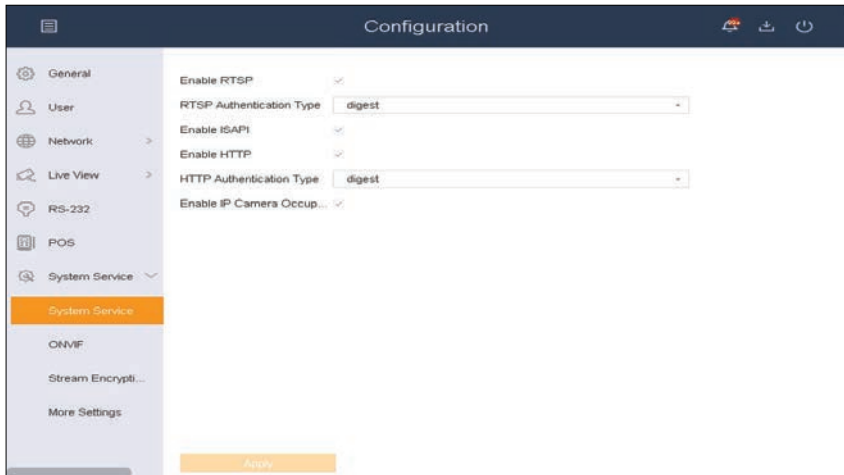 Configuration
99+
General
User
Network
Live View
RS-232
POS
System Service
System Service
ONVIF
Stream Encrypti...
More Settings
Enable RTSP
RTSP Authentication Type digest
Enable ISAPI
Enable HTTP
HTTP Authentication Type digest
Enable IP Camera Occup...
Apply